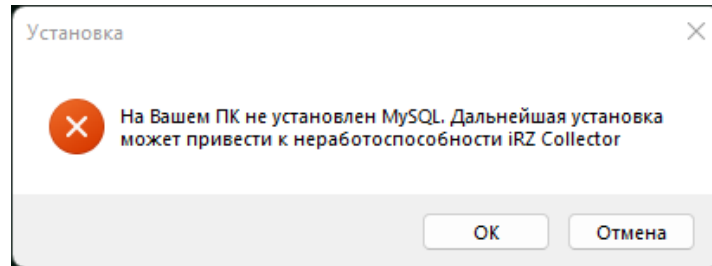 Установка
На Вашем ПК не установлен MySQL. Дальнейшая установка
может привести к неработоспособности iRZ Collector
ОК
Отмена